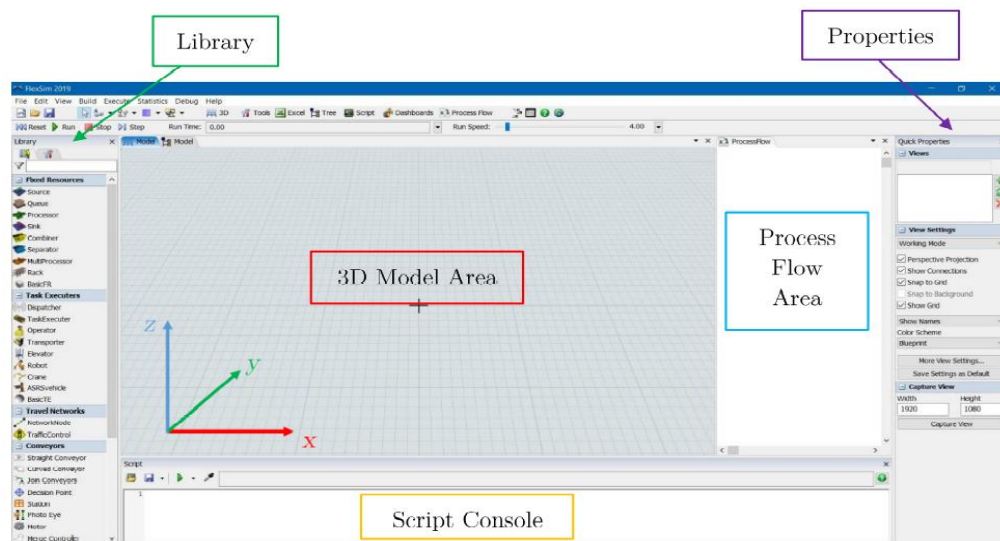 Library
Properties
FlexSim 2019
File Edit View Build Execute Statistics Debug Help
3D Tools Excel Tree Script Dashboards Process Flow
Reset Run Stop Step Run Time: 0.00 Run Speed: 4.00
Library
Model Model
ProcessFlow
Quick Properties
Fixed Resources
Source
Queue
Processor
Sink
Combiner
Separator
MultiProcessor
Rack
BasicFR
Task Executers
Dispatcher
TaskExecuter
Operator
Transporter
Elevator
Robot
Crane
ASRSvehicle
BasicTE
Travel Networks
NetworkNode
TrafficControl
Conveyors
Straight Conveyor
Curved Conveyor
Join Conveyors
Decision Point
Station
Photo Eye
Motor
Merge Controller
3D Model Area
z
y
x
Process
Flow
Area
Views
View Settings
Working Mode
Perspective Projection
Show Connections
Snap to Grid
Snap to Background
Show Grid
Show Names
Color Scheme
Blueprint
More View Settings...
Save Settings as Default
Capture View
Width Height
1920 1080
Capture View
Script
1
Script Console